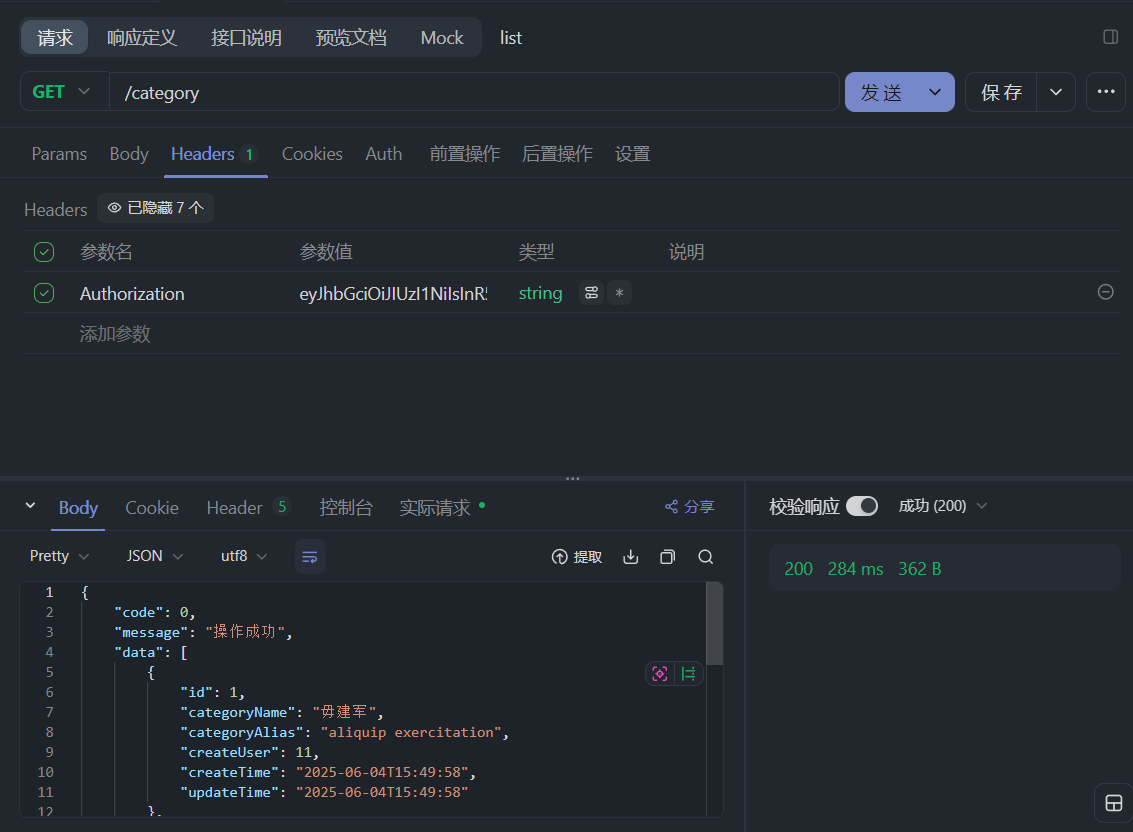 请求 响应定义 接口说明 预览文档 Mock list
GET /category 发 送 保 存
Params Body Headers 1 Cookies Auth 前置操作 后置操作 设置
Headers 已隐藏 7 个
参数名 参数值 类型 说明
Authorization eyJhbGciOiJIUzI1NiIsInR5 string
添加参数
Body Cookie Header 5 控制台 实际请求 分享 校验响应 成功 (200)
Pretty JSON utf8 提取 200 284 ms 362 B
1 {
2 "code": 0,
3 "message": "操作成功",
4 "data": [
5 {
6 "id": 1,
7 "categoryName": "毋建军",
8 "categoryAlias": "aliquip exercitation",
9 "createUser": 11,
10 "createTime": "2025-06-04T15:49:58",
11 "updateTime": "2025-06-04T15:49:58"
12 },